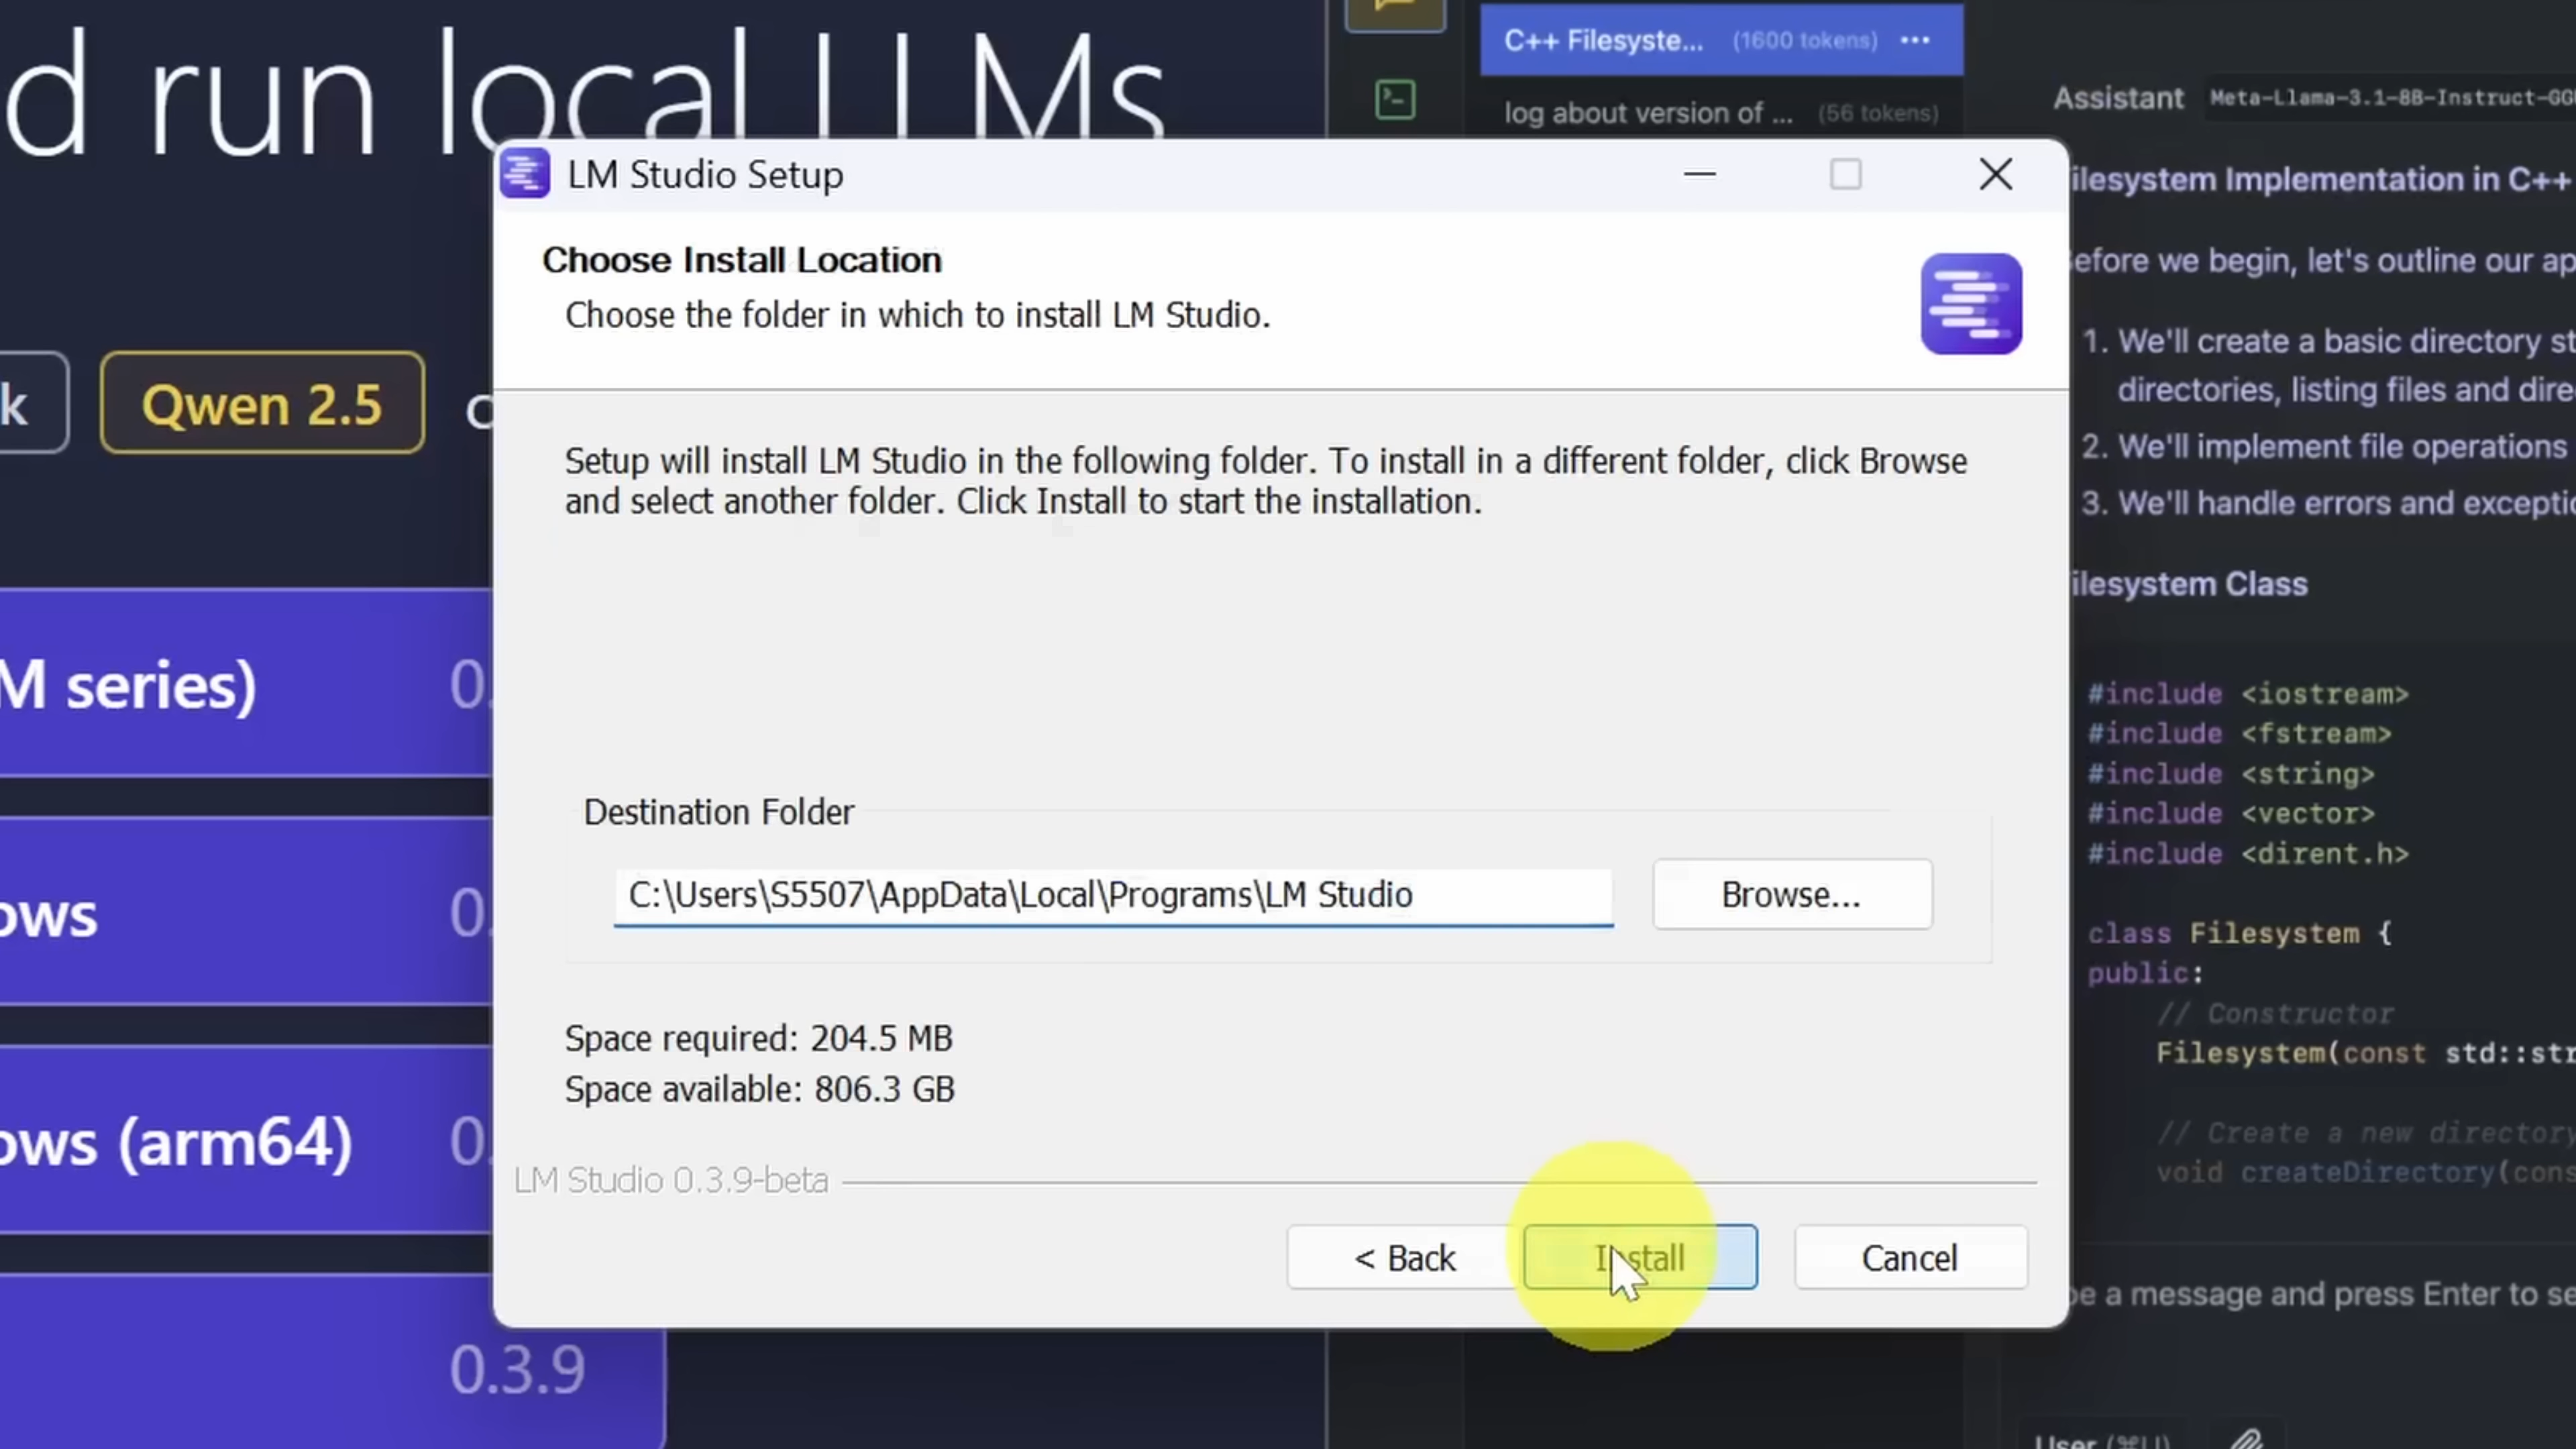 d run local LLMs
k
Qwen 2.5
M series)
0.
ows
0.
ows (arm64)
0.
0.3.9
LM Studio Setup
Choose Install Location
Choose the folder in which to install LM Studio.
Setup will install LM Studio in the following folder. To install in a different folder, click Browse
and select another folder. Click Install to start the installation.
Destination Folder
C:\Users\S5507\AppData\Local\Programs\LM Studio
Browse...
Space required: 204.5 MB
Space available: 806.3 GB
LM Studio 0.3.9-beta
< Back
Install
Cancel
C++ Filesyste... (1600 tokens) ···
log about version of ... (56 tokens)
Assistant Meta-Llama-3.1-8B-Instruct-GG
ilesystem Implementation in C++
efore we begin, let's outline our ap
1. We'll create a basic directory st
directories, listing files and dire
2. We'll implement file operations
3. We'll handle errors and exceptio
ilesystem Class
#include <iostream>
#include <fstream>
#include <string>
#include <vector>
#include <dirent.h>
class Filesystem {
public:
// Constructor
Filesystem(const std::str
// Create a new directory
void createDirectory(cons
pe a message and press Enter to se
User (⌘U)